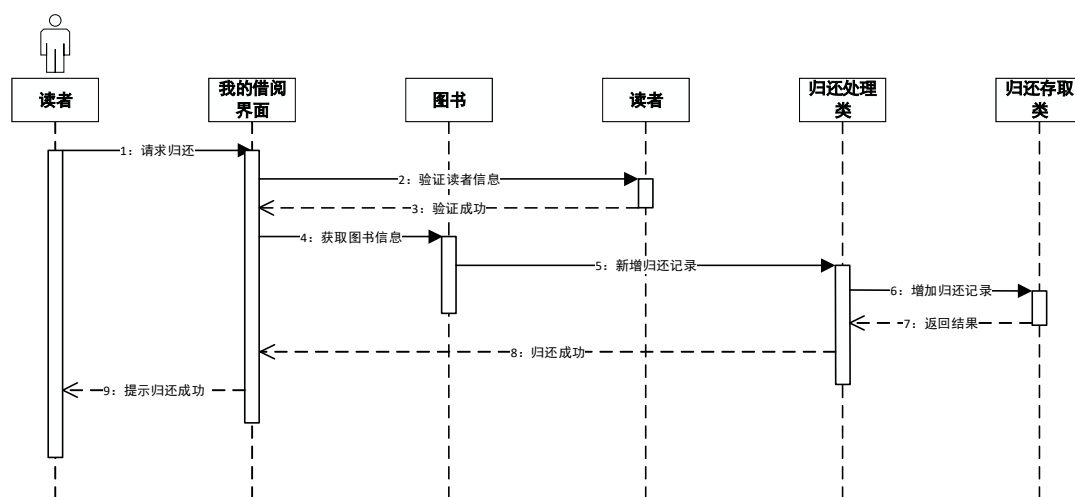 读者
我的借阅
界面
图书
读者
归还处理
类
归还存取
类
1：请求归还
2：验证读者信息
3：验证成功
4：获取图书信息
5：新增归还记录
6：增加归还记录
7：返回结果
8：归还成功
9：提示归还成功